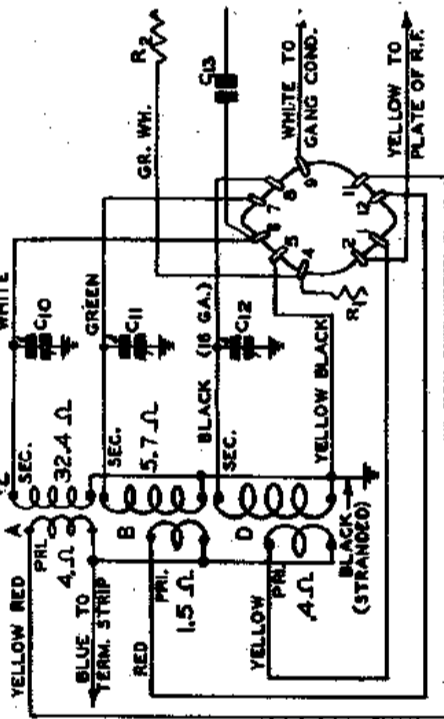 YELLOW RED
WHITE
A
SEC.
PRI.
4.Ω
32.4 Ω
C10
BLUE TO
TERM. STRIP
GREEN
SEC.
B
5.7 Ω
C11
RED
PRI.
1.5 Ω
BLACK (16 GA.)
SEC.
C12
D
YELLOW
PRI.
.4Ω
YELLOW BLACK
BLACK
(STRANDED)
GR. WH.
R2
C13
WHITE TO
GANG COND.
YELLOW TO
PLATE OF R.F.
R1
1
2
4
5
6
7
8
9
11
12